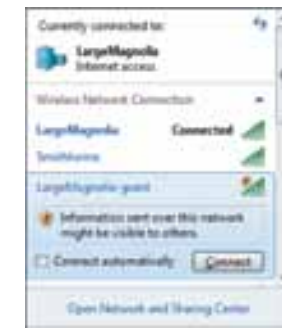 Currently connected to:
LargeMagnolia
Internet access
Wireless Network Connection
LargeMagnolia Connected
Smithhome
LargeMagnolia-guest
Information sent over this network
might be visible to others.
Connect automatically Connect
Open Network and Sharing Center